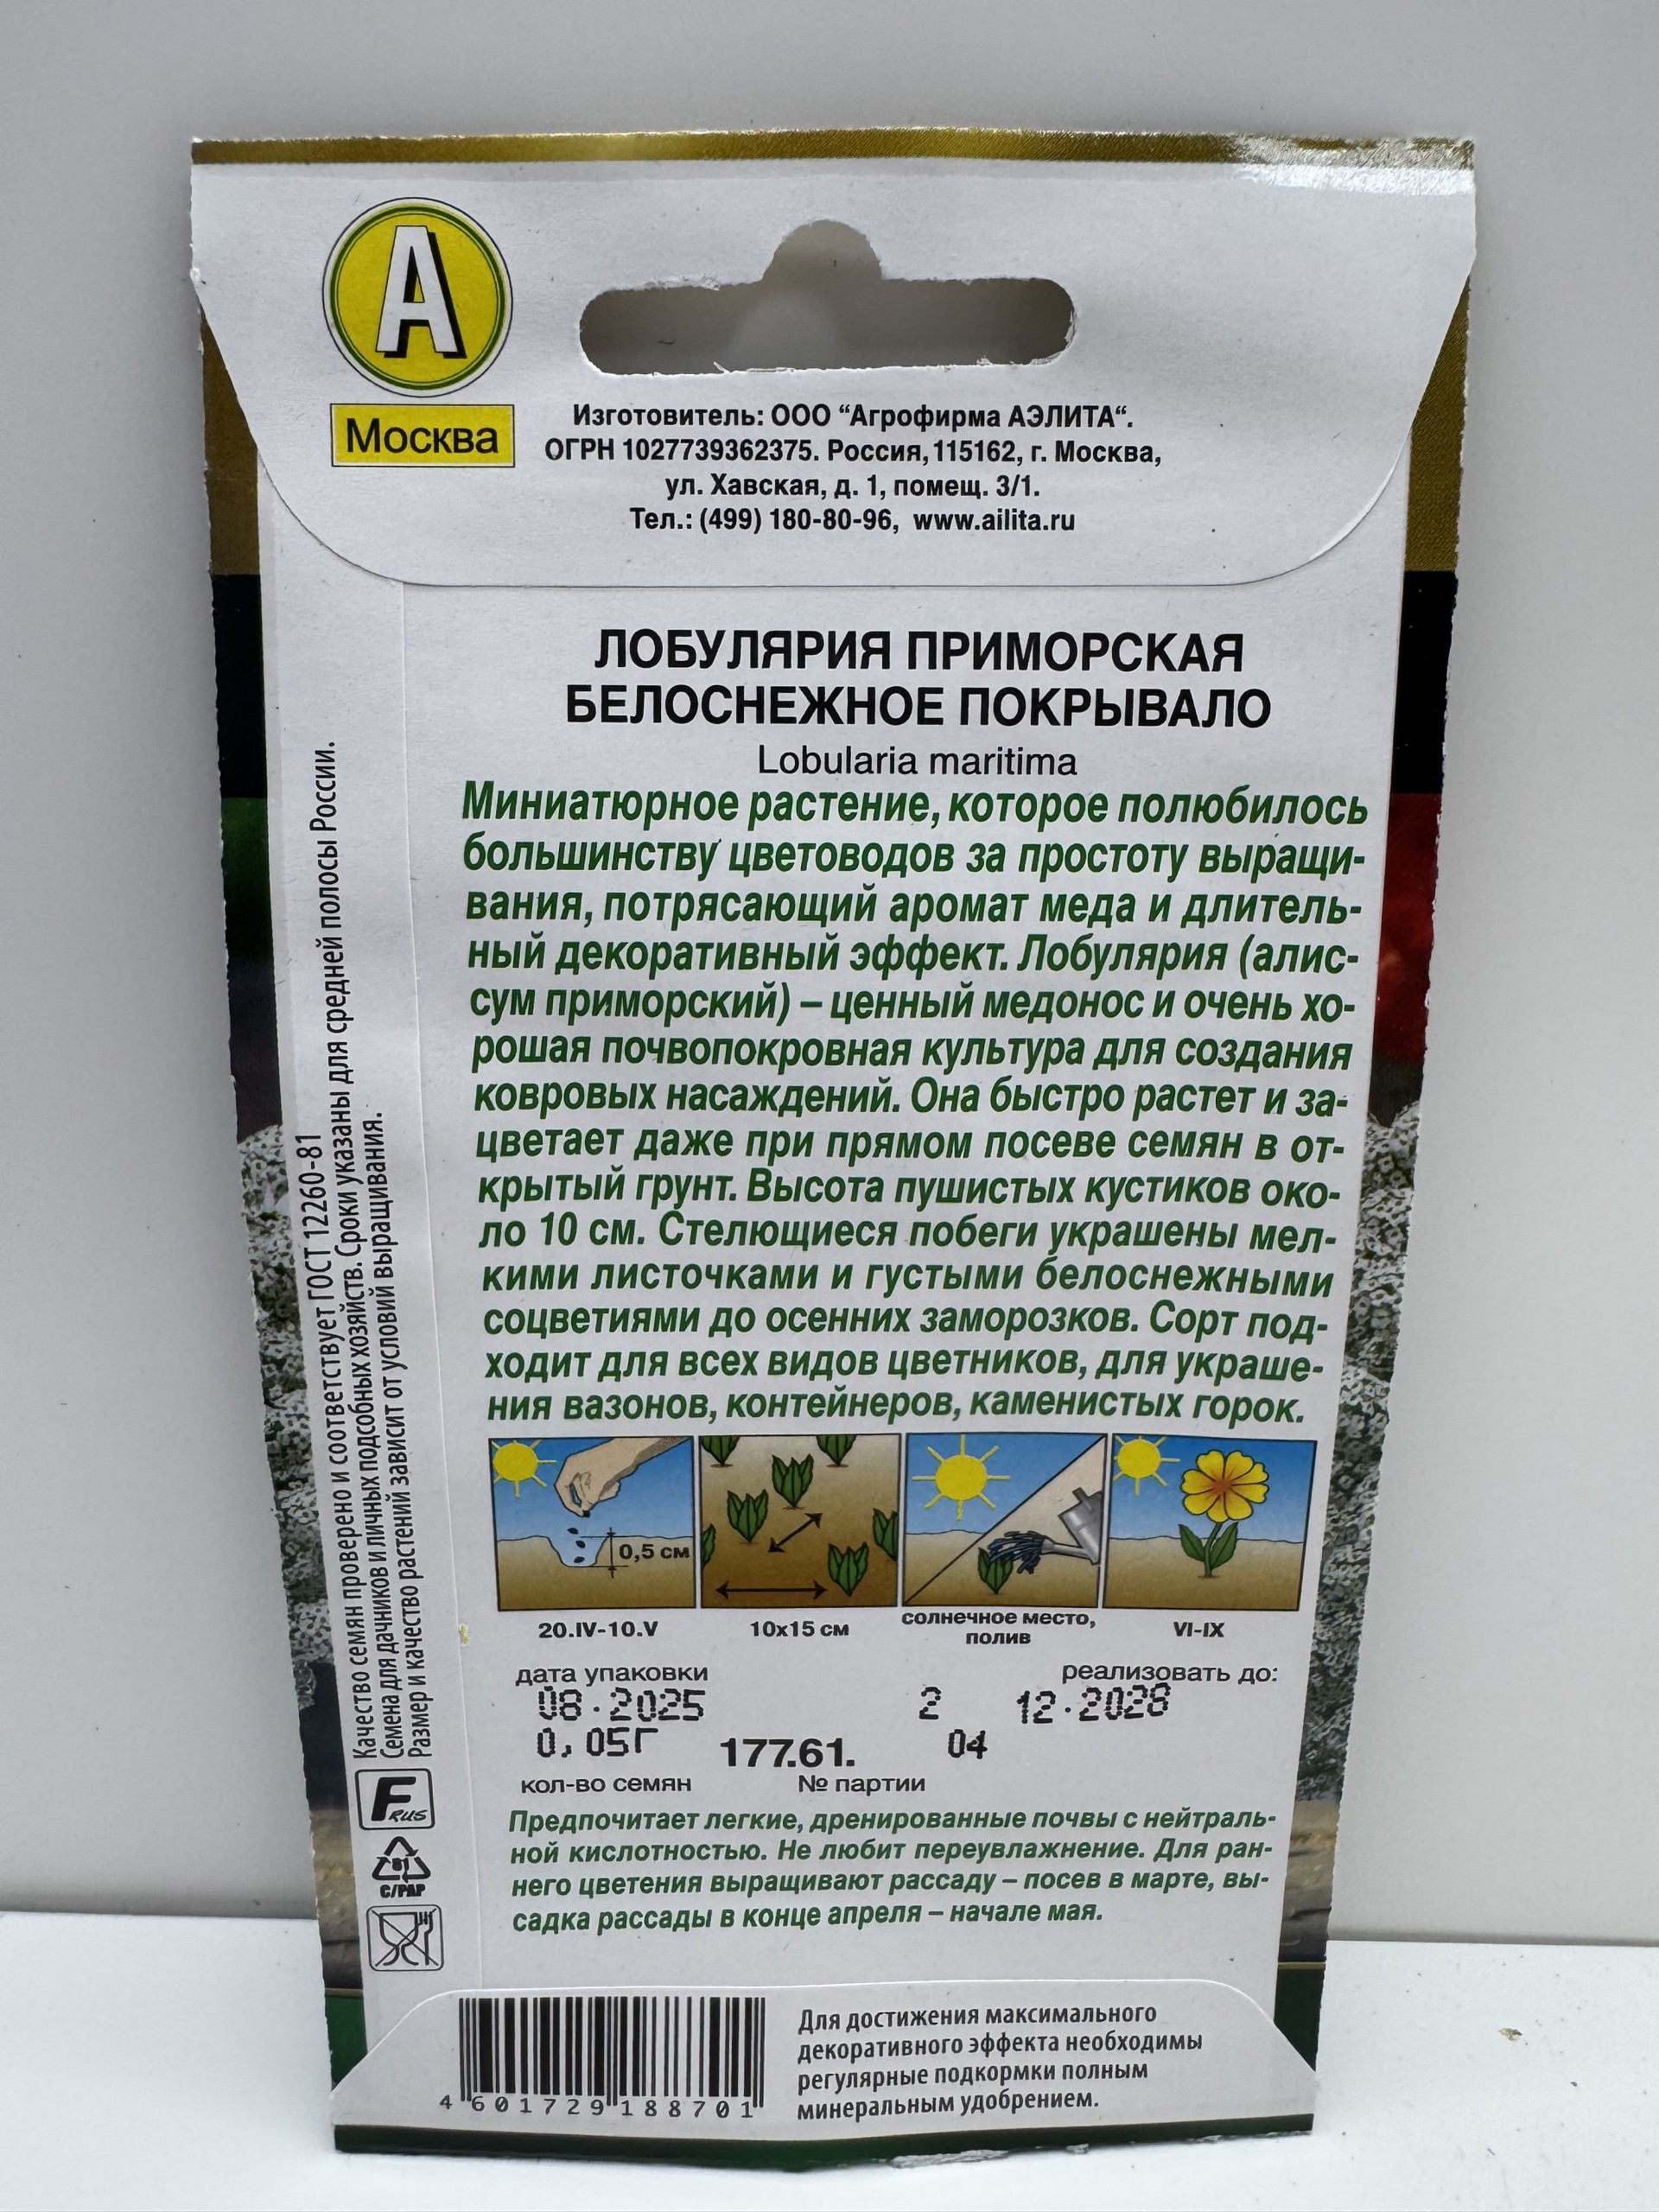 А
Москва
Изготовитель: ООО “Агрофирма АЭЛИТА“.
ОГРН 1027739362375. Россия, 115162, г. Москва,
ул. Хавская, д. 1, помещ. 3/1.
Тел.: (499) 180-80-96, www.ailita.ru
ЛОБУЛЯРИЯ ПРИМОРСКАЯ
БЕЛОСНЕЖНОЕ ПОКРЫВАЛО
Lobularia maritima
Миниатюрное растение, которое полюбилось
большинству цветоводов за простоту выращи-
вания, потрясающий аромат меда и длитель-
ный декоративный эффект. Лобулярия (алис-
сум приморский) – ценный медонос и очень хо-
рошая почвопокровная культура для создания
ковровых насаждений. Она быстро растет и за-
цветает даже при прямом посеве семян в от-
крытый грунт. Высота пушистых кустиков око-
ло 10 см. Стелющиеся побеги украшены мел-
кими листочками и густыми белоснежными
соцветиями до осенних заморозков. Сорт под-
ходит для всех видов цветников, для украше-
ния вазонов, контейнеров, каменистых горок.
0,5 см
20.IV-10.V
10х15 см
солнечное место,
полив
VI-IX
дата упаковки
реализовать до:
08.2025
2
12.2028
0,05Г
177.61.
04
кол-во семян
№ партии
Предпочитает легкие, дренированные почвы с нейтраль-
ной кислотностью. Не любит переувлажнение. Для ран-
него цветения выращивают рассаду – посев в марте, вы-
садка рассады в конце апреля – начале мая.
Качество семян проверено и соответствует ГОСТ 12260-81
Семена для дачников и личных подсобных хозяйств. Сроки указаны для средней полосы России.
Размер и качество растений зависит от условий выращивания.
F RUS
81
C/PAP
4 601729 188701
Для достижения максимального
декоративного эффекта необходимы
регулярные подкормки полным
минеральным удобрением.